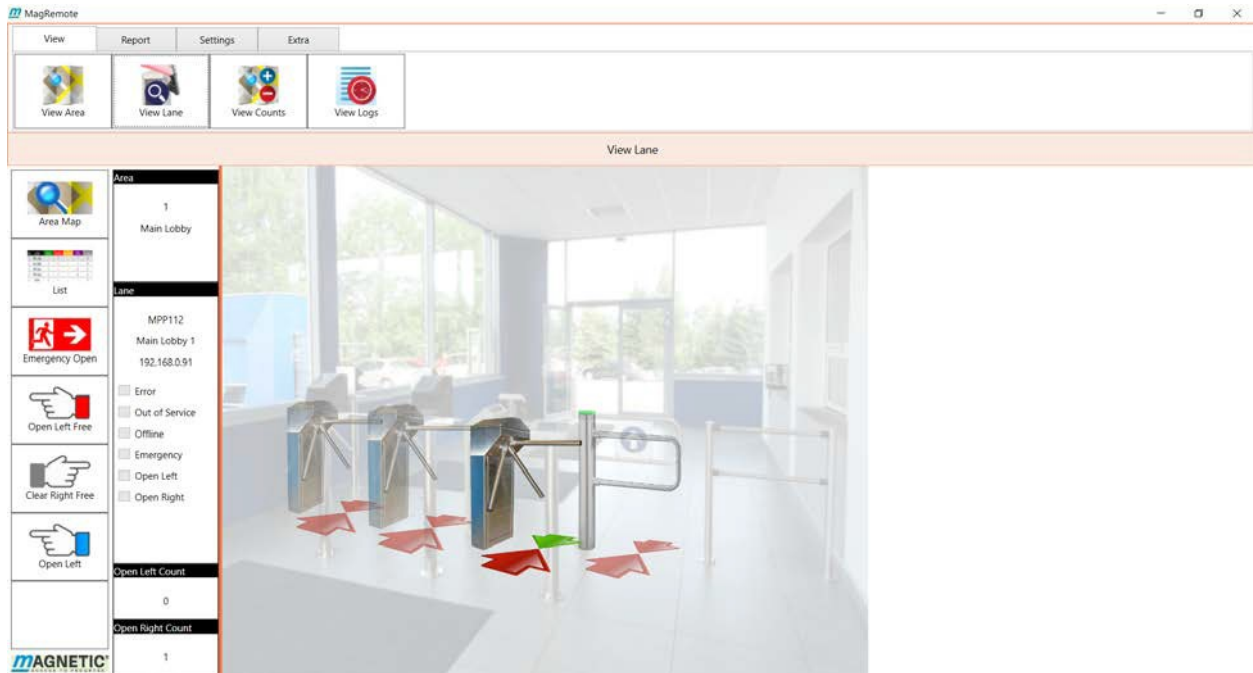 MagRemote
View
Report
Settings
Extra
View Area
View Lane
View Counts
View Logs
View Lane
Area Map
List
Emergency Open
Open Left Free
Clear Right Free
Open Left
MAGNETIC
Area
1
Main Lobby
Lane
MPP112
Main Lobby 1
192.168.0.91
Error
Out of Service
Offline
Emergency
Open Left
Open Right
Open Left Count
0
Open Right Count
1